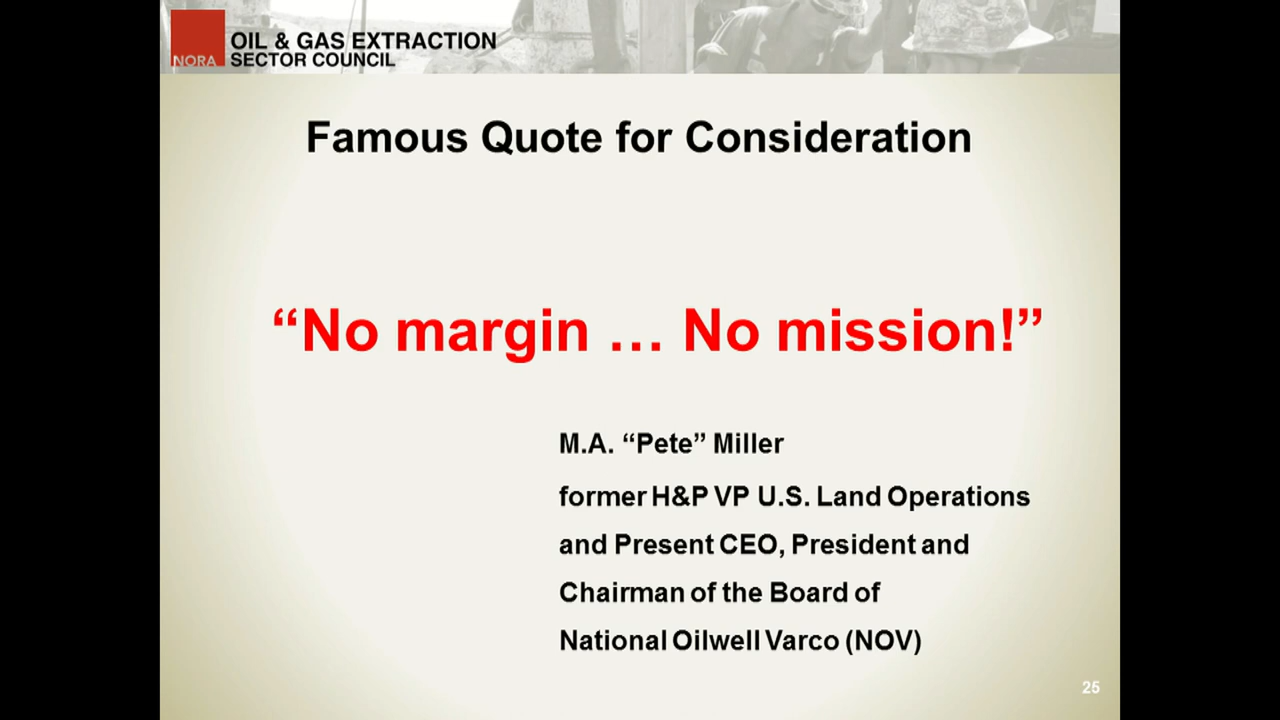 NORA
OIL & GAS EXTRACTION
SECTOR COUNCIL
Famous Quote for Consideration
“No margin … No mission!”
M.A. “Pete” Miller
former H&P VP U.S. Land Operations
and Present CEO, President and
Chairman of the Board of
National Oilwell Varco (NOV)
25